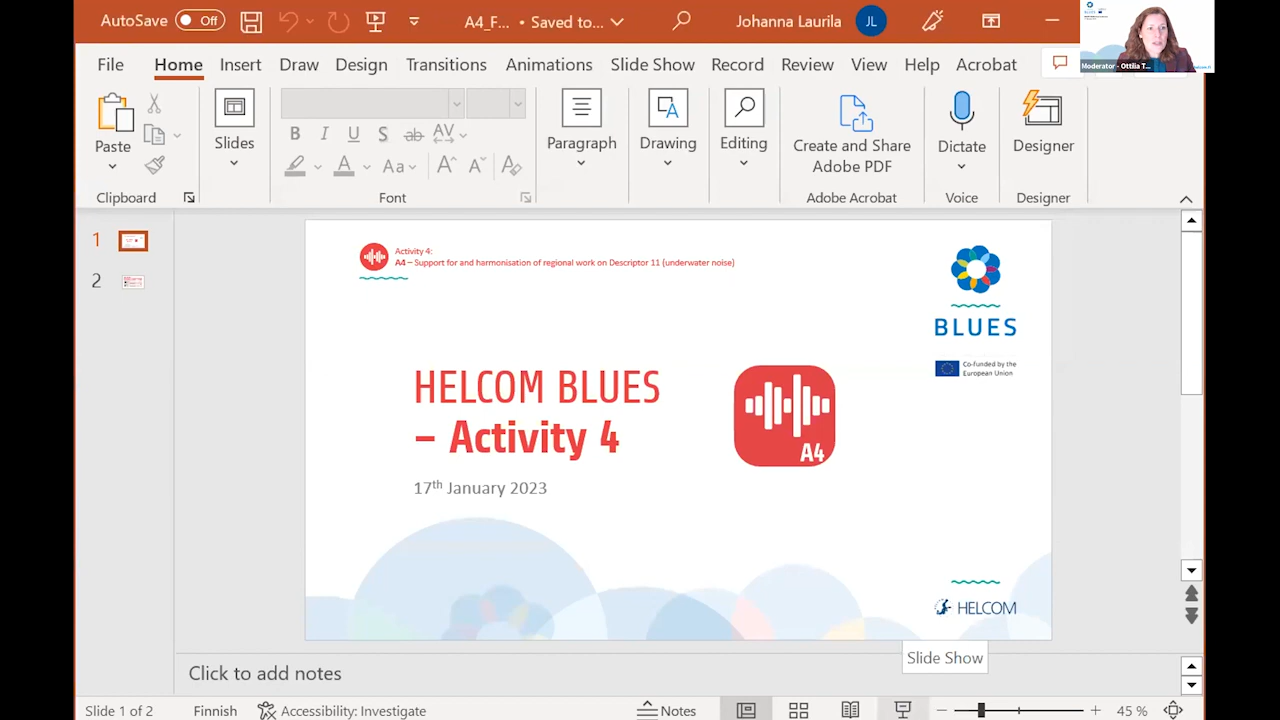 AutoSave Off A4_F... • Saved to... Johanna Laurila JL
File Home Insert Draw Design Transitions Animations Slide Show Record Review View Help Acrobat
Moderator - Ottilia T...
Paste
Slides
B I U S ab AV
A Aa A A A
Paragraph
Drawing
Editing
Create and Share
Adobe PDF
Dictate
Designer
Clipboard Font Adobe Acrobat Voice Designer
1
2
Activity 4:
A4 – Support for and harmonisation of regional work on Descriptor 11 (underwater noise)
BLUES
Co-funded by the
European Union
HELCOM BLUES
– Activity 4
A4
17th January 2023
HELCOM
Slide Show
Click to add notes
Slide 1 of 2 Finnish Accessibility: Investigate Notes 45 %